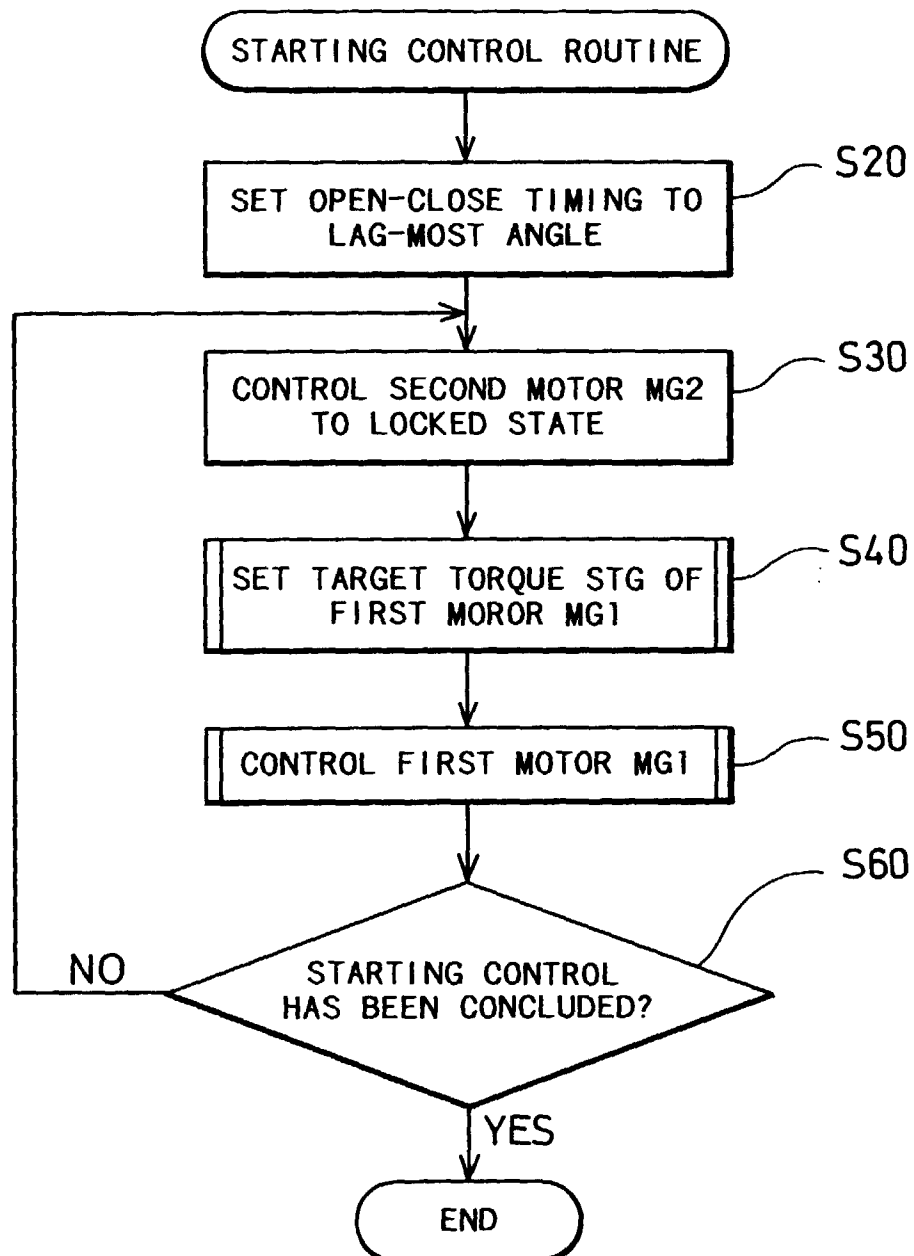 STARTING CONTROL ROUTINE
S20
SET OPEN-CLOSE TIMING TO
LAG-MOST ANGLE
S30
CONTROL SECOND MOTOR MG2
TO LOCKED STATE
S40
SET TARGET TORQUE STG OF
FIRST MOROR MG1
S50
CONTROL FIRST MOTOR MG1
S60
STARTING CONTROL
HAS BEEN CONCLUDED?
NO
YES
END